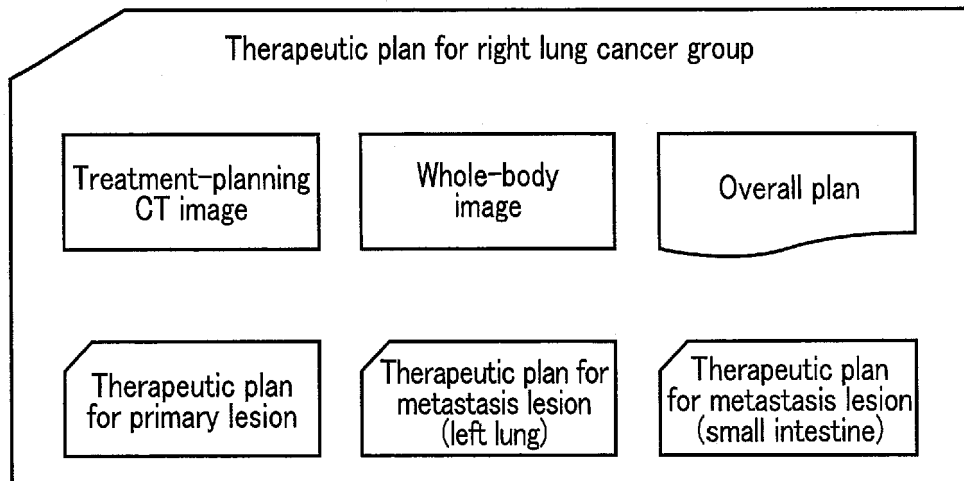 Therapeutic plan for right lung cancer group
Treatment-planning
CT image
Whole-body
image
Overall plan
Therapeutic plan
for primary lesion
Therapeutic plan for
metastasis lesion
(left lung)
Therapeutic plan
for metastasis lesion
(small intestine)